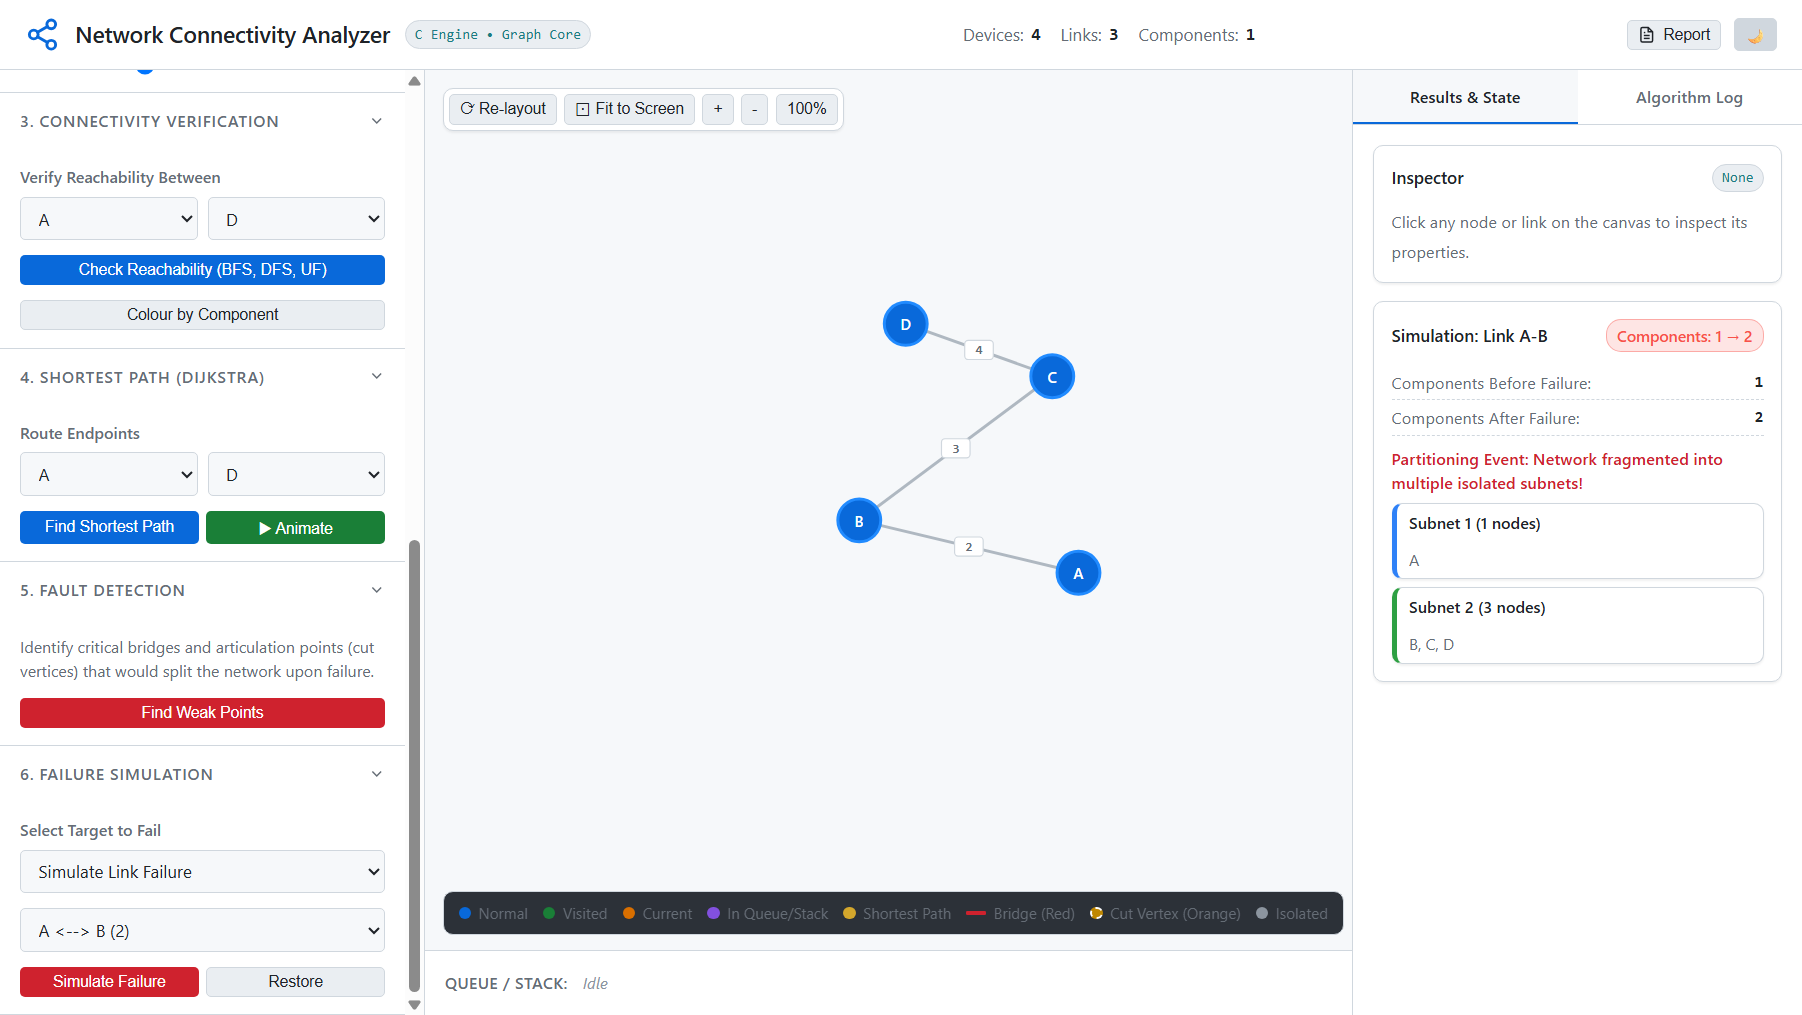 Network Connectivity Analyzer
C Engine • Graph Core
Devices: 4 Links: 3 Components: 1
Report
3. CONNECTIVITY VERIFICATION
Verify Reachability Between
A
D
Check Reachability (BFS, DFS, UF)
Colour by Component
4. SHORTEST PATH (DIJKSTRA)
Route Endpoints
A
D
Find Shortest Path
▶ Animate
5. FAULT DETECTION
Identify critical bridges and articulation points (cut
vertices) that would split the network upon failure.
Find Weak Points
6. FAILURE SIMULATION
Select Target to Fail
Simulate Link Failure
A <--> B (2)
Simulate Failure
Restore
⟳ Re-layout
Fit to Screen
+
-
100%
D
4
C
3
B
2
A
Normal
Visited
Current
In Queue/Stack
Shortest Path
Bridge (Red)
Cut Vertex (Orange)
Isolated
QUEUE / STACK: Idle
Results & State
Algorithm Log
Inspector
None
Click any node or link on the canvas to inspect its
properties.
Simulation: Link A-B
Components: 1 → 2
Components Before Failure: 1
Components After Failure: 2
Partitioning Event: Network fragmented into
multiple isolated subnets!
Subnet 1 (1 nodes)
A
Subnet 2 (3 nodes)
B, C, D